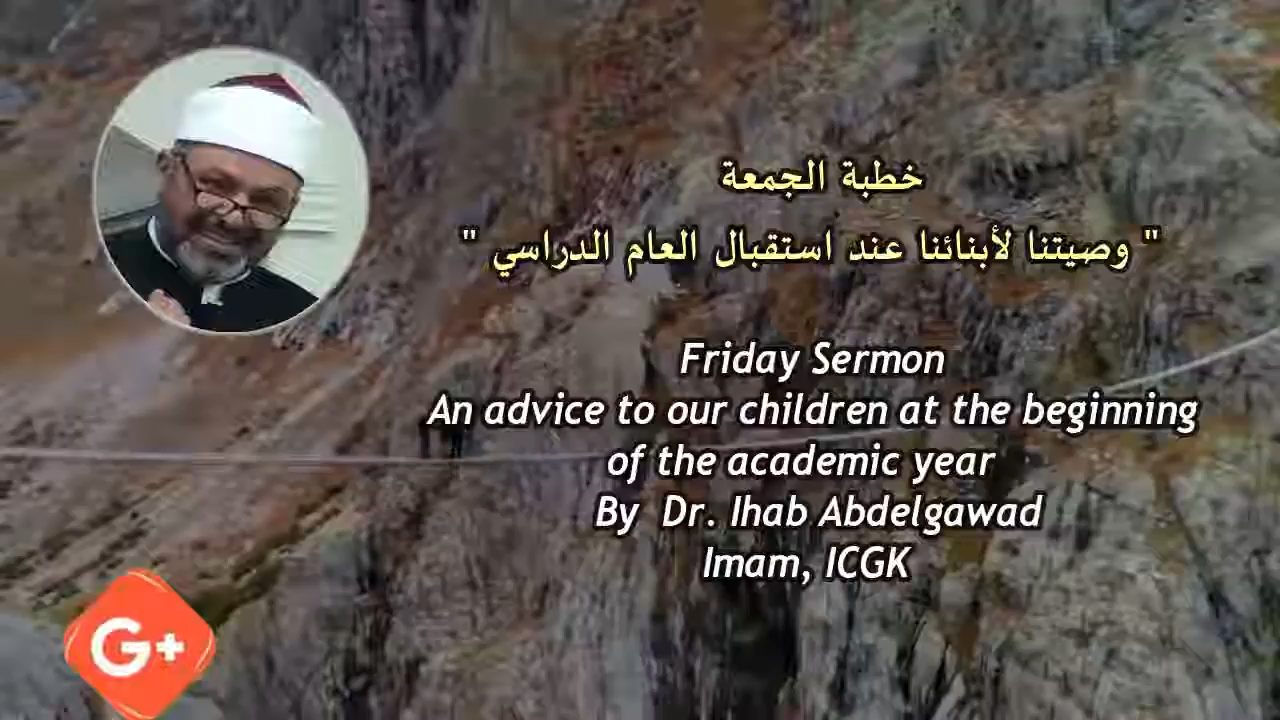 خطبة الجمعة
" وصيتنا لأبنائنا عند استقبال العام الدراسي "
Friday Sermon
An advice to our children at the beginning
of the academic year
By Dr. Ihab Abdelgawad
Imam, ICGK
G+